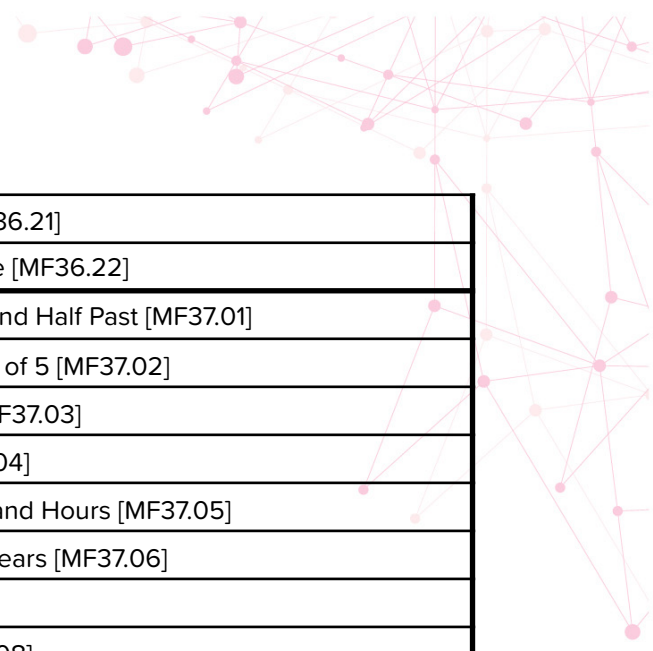 36.21]
e [MF36.22]
nd Half Past [MF37.01]
of 5 [MF37.02]
F37.03]
04]
and Hours [MF37.05]
ears [MF37.06]